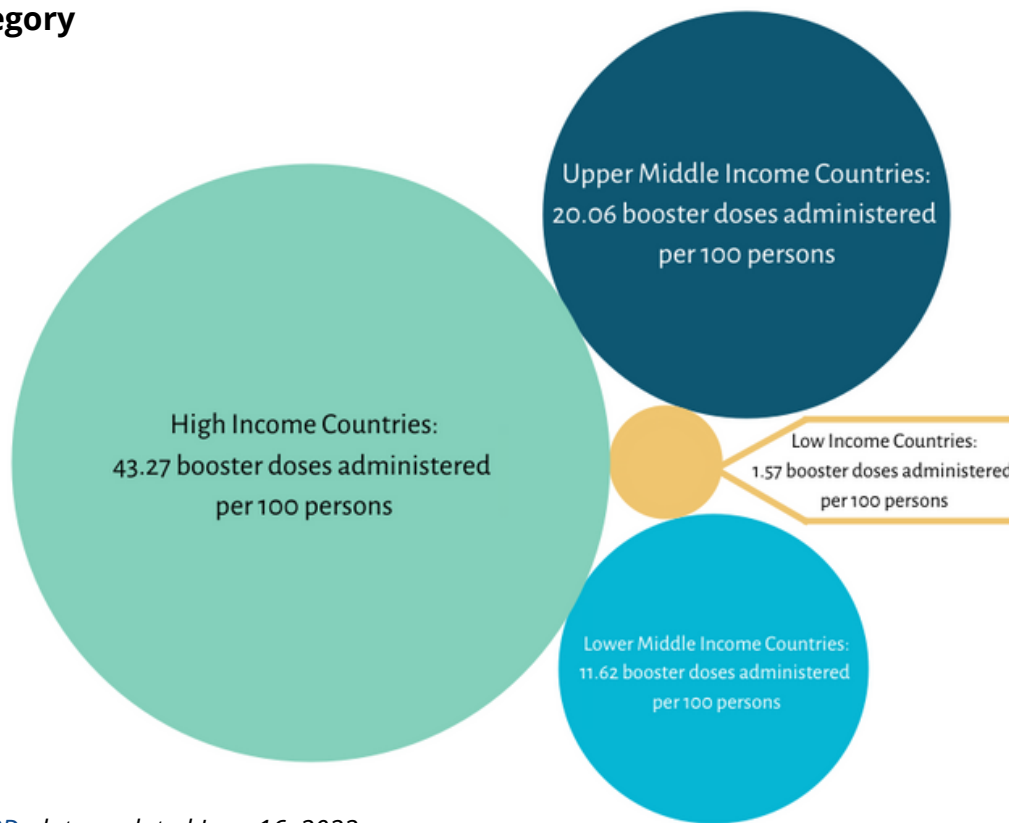 egory
Upper Middle Income Countries:
20.06 booster doses administered
per 100 persons
High Income Countries:
43.27 booster doses administered
per 100 persons
Low Income Countries:
1.57 booster doses administered
per 100 persons
Lower Middle Income Countries:
11.62 booster doses administered
per 100 persons